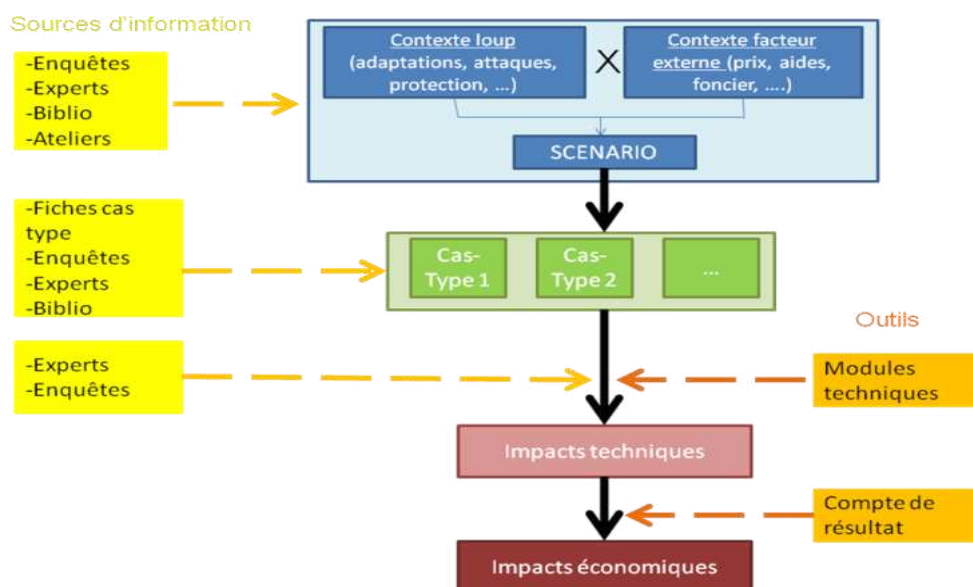 Sources d'information
-Enquêtes
-Experts
-Biblio
-Ateliers
Contexte loup
(adaptations, attaques,
protection, ...)
X
Contexte facteur
externe (prix, aides,
foncier, ....)
SCENARIO
-Fiches cas
type
-Enquêtes
-Experts
-Biblio
Cas-
Type 1
Cas-
Type 2
...
Outils
-Experts
-Enquêtes
Modules
techniques
Impacts techniques
Compte de
résultat
Impacts économiques